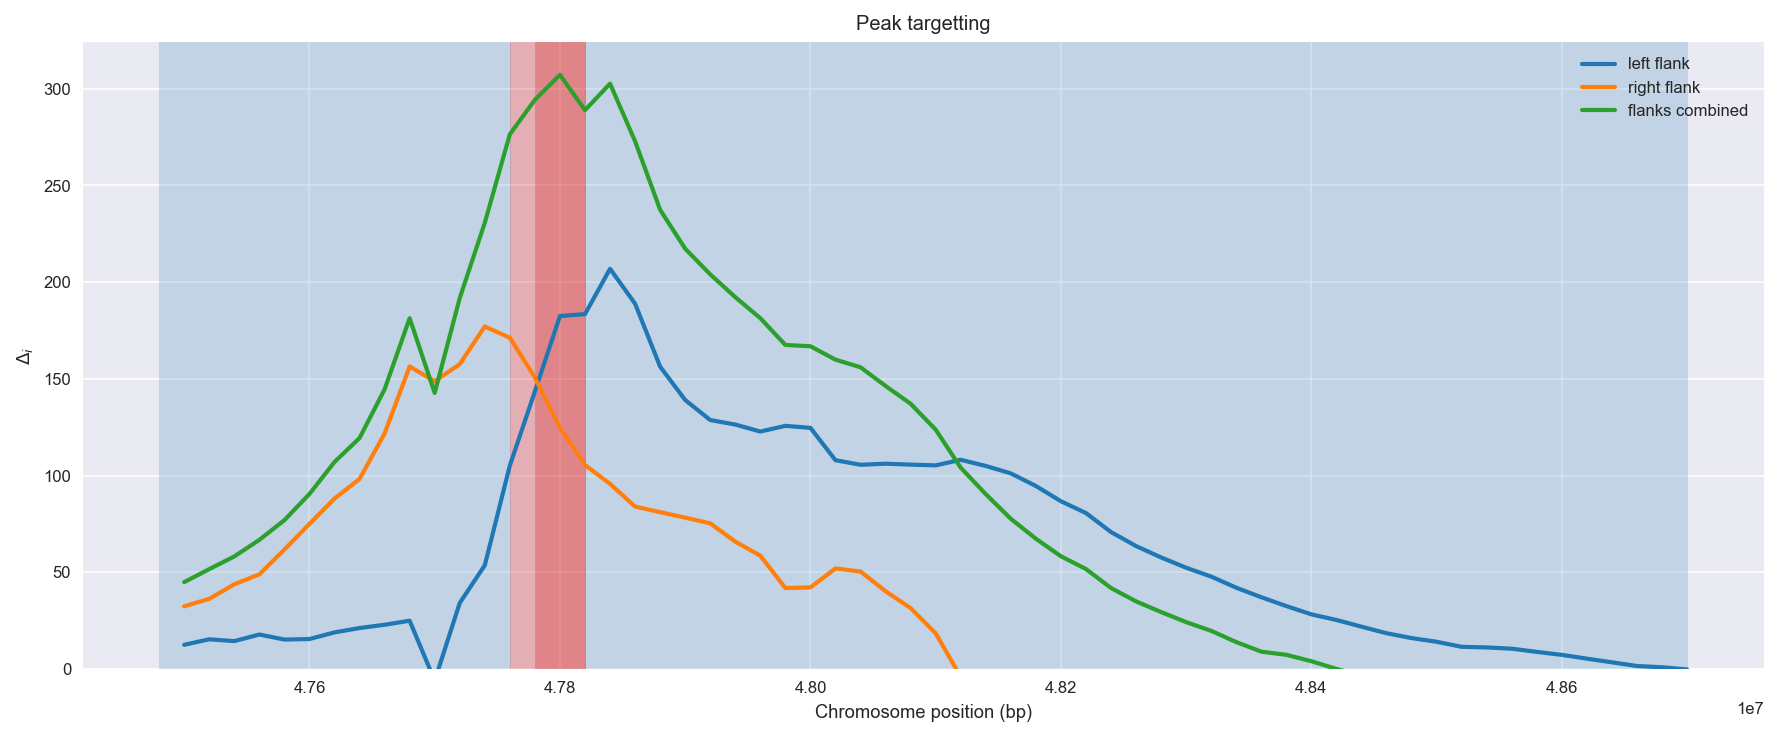 Peak targetting
left flank
right flank
flanks combined
300
250
200
150
100
50
0
Δi
4.76 4.78 4.80 4.82 4.84 4.86
1e7
Chromosome position (bp)